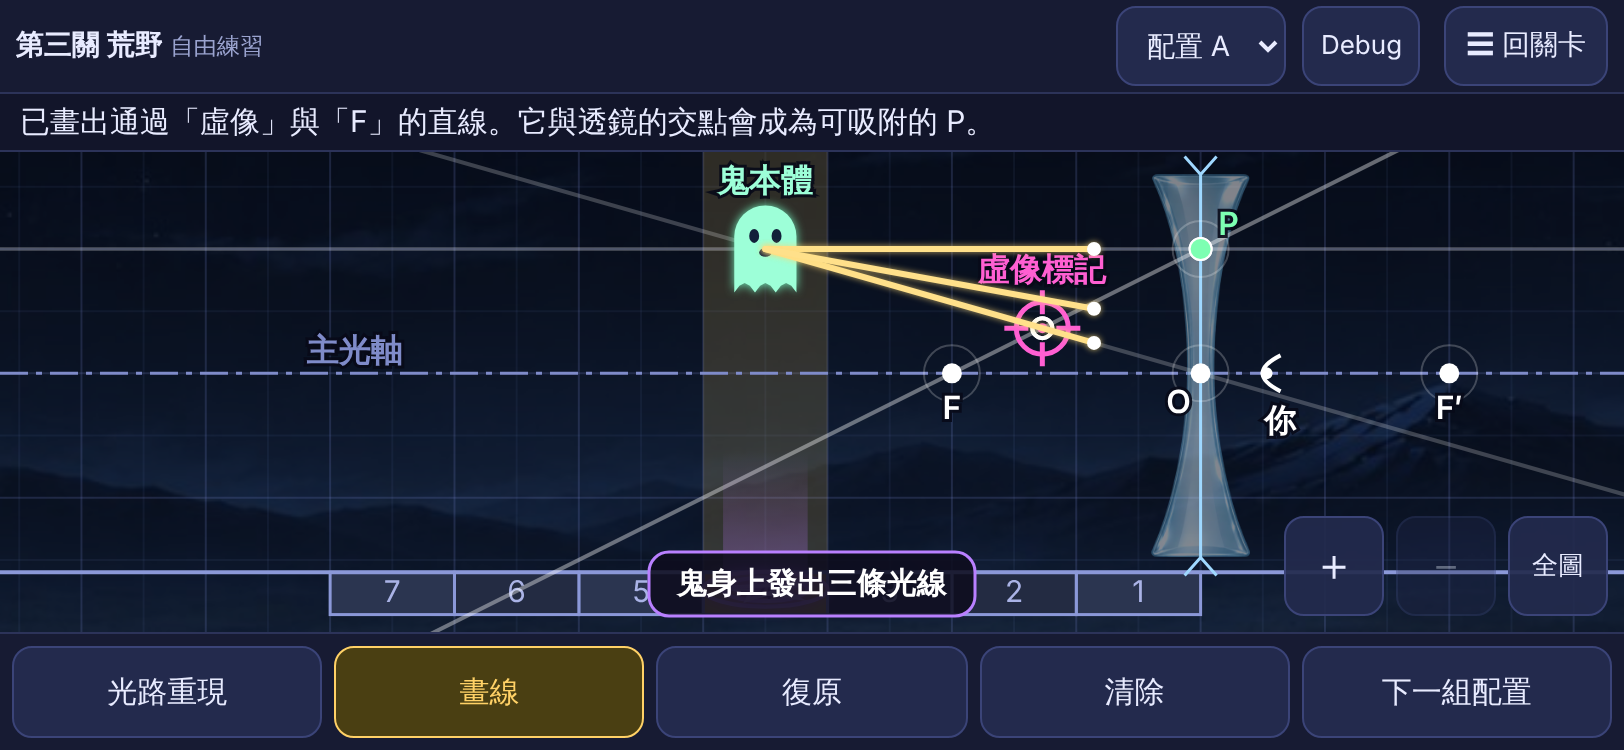 第三關 荒野 自由練習
配置 A
Debug
☰ 回關卡
已畫出通過「虛像」與「F」的直線。它與透鏡的交點會成為可吸附的 P。
鬼本體
P
虛像標記
主光軸
F
O
你
F′
7
6
5
鬼身上發出三條光線
2
1
+
−
全圖
光路重現
畫線
復原
清除
下一組配置